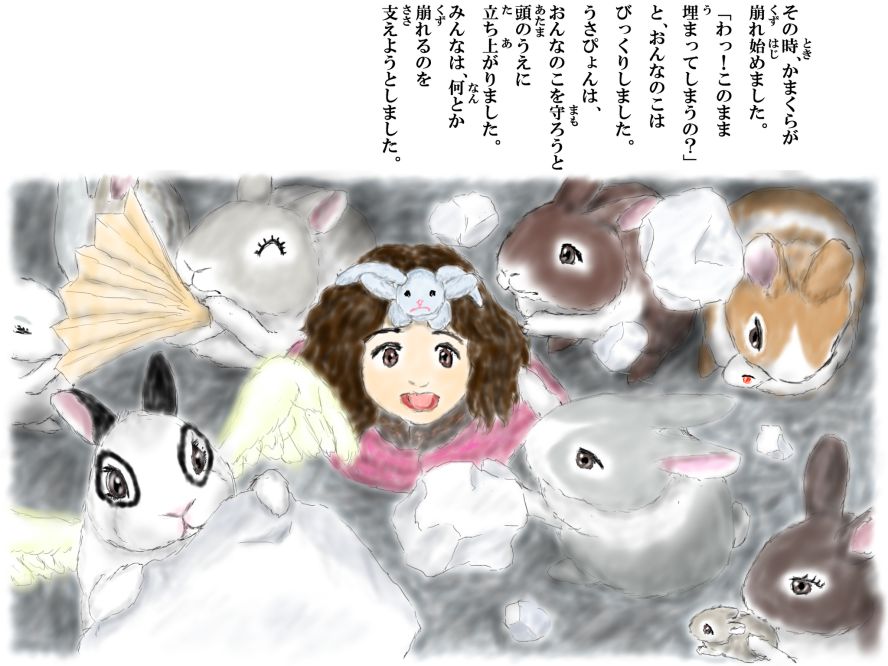 その時、かまくらが
崩れ始めました。
「わっ！このまま
埋まってしまうの？」
と、おんなのこは
びっくりしました。
うさぴょんは、
おんなのこを守ろうと
頭のうえに
立ち上がりました。
みんなは、何とか
崩れるのを
支えようとしました。